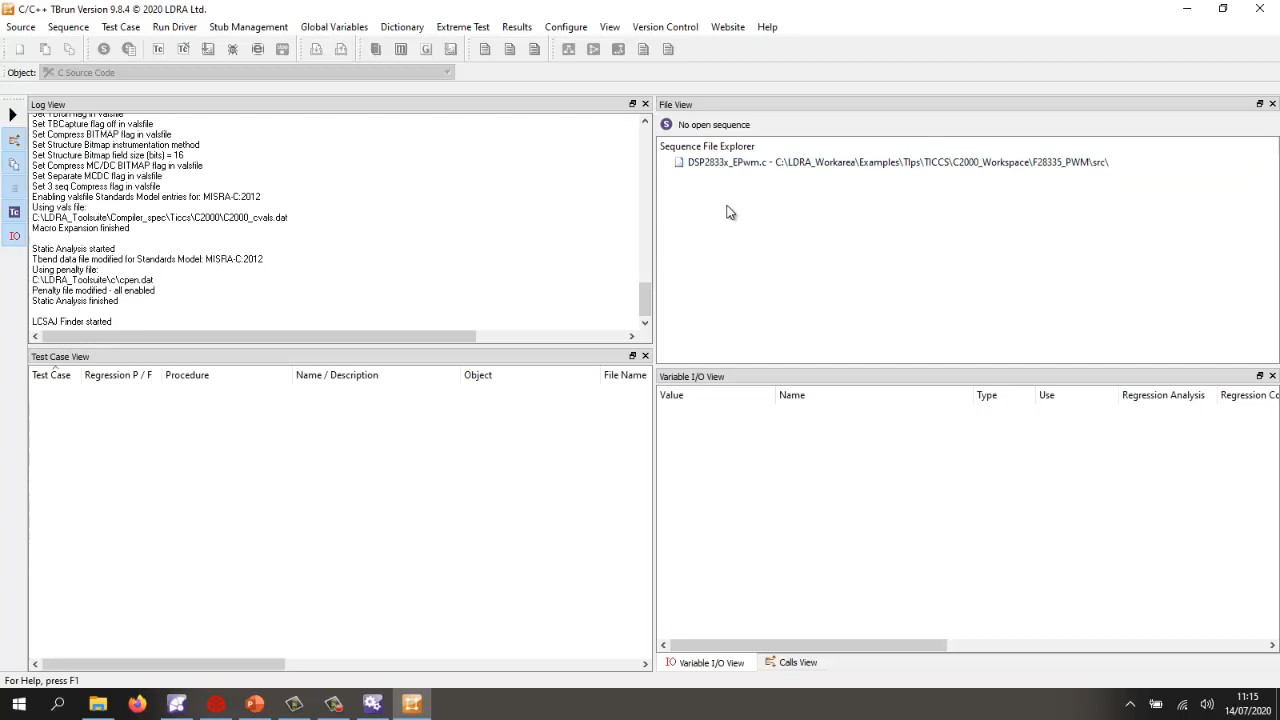 C/C++ TBrun Version 9.8.4 © 2020 LDRA Ltd.
Source Sequence Test Case Run Driver Stub Management Global Variables Dictionary Extreme Test Results Configure View Version Control Website Help
Object: C Source Code
Log View
Set TBrun flag in valsfile
Set TBCapture flag off in valsfile
Set Compress BITMAP flag in valsfile
Set Structure Bitmap instrumentation method
Set Structure Bitmap field size (bits) = 16
Set Compress MC/DC BITMAP flag in valsfile
Set Separate MCDC flag in valsfile
Set 3 seq Compress flag in valsfile
Enabling valsfile Standards Model entries for: MISRA-C:2012
Using vals file:
C:\LDRA_Toolsuite\Compiler_spec\Ticcs\C2000\C2000_cvals.dat
Macro Expansion finished
Static Analysis started
Tbend data file modified for Standards Model: MISRA-C:2012
Using penalty file:
C:\LDRA_Toolsuite\c\cpen.dat
Penalty file modified - all enabled
Static Analysis finished
LCSAJ Finder started
File View
No open sequence
Sequence File Explorer
DSP2833x_EPwm.c - C:\LDRA_Workarea\Examples\TIps\TICCS\C2000_Workspace\F28335_PWM\src\
Test Case View
Test Case Regression P / F Procedure Name / Description Object File Name
Variable I/O View
Value Name Type Use Regression Analysis Regression Co
IO Variable I/O View Calls View
For Help, press F1
11:15
14/07/2020